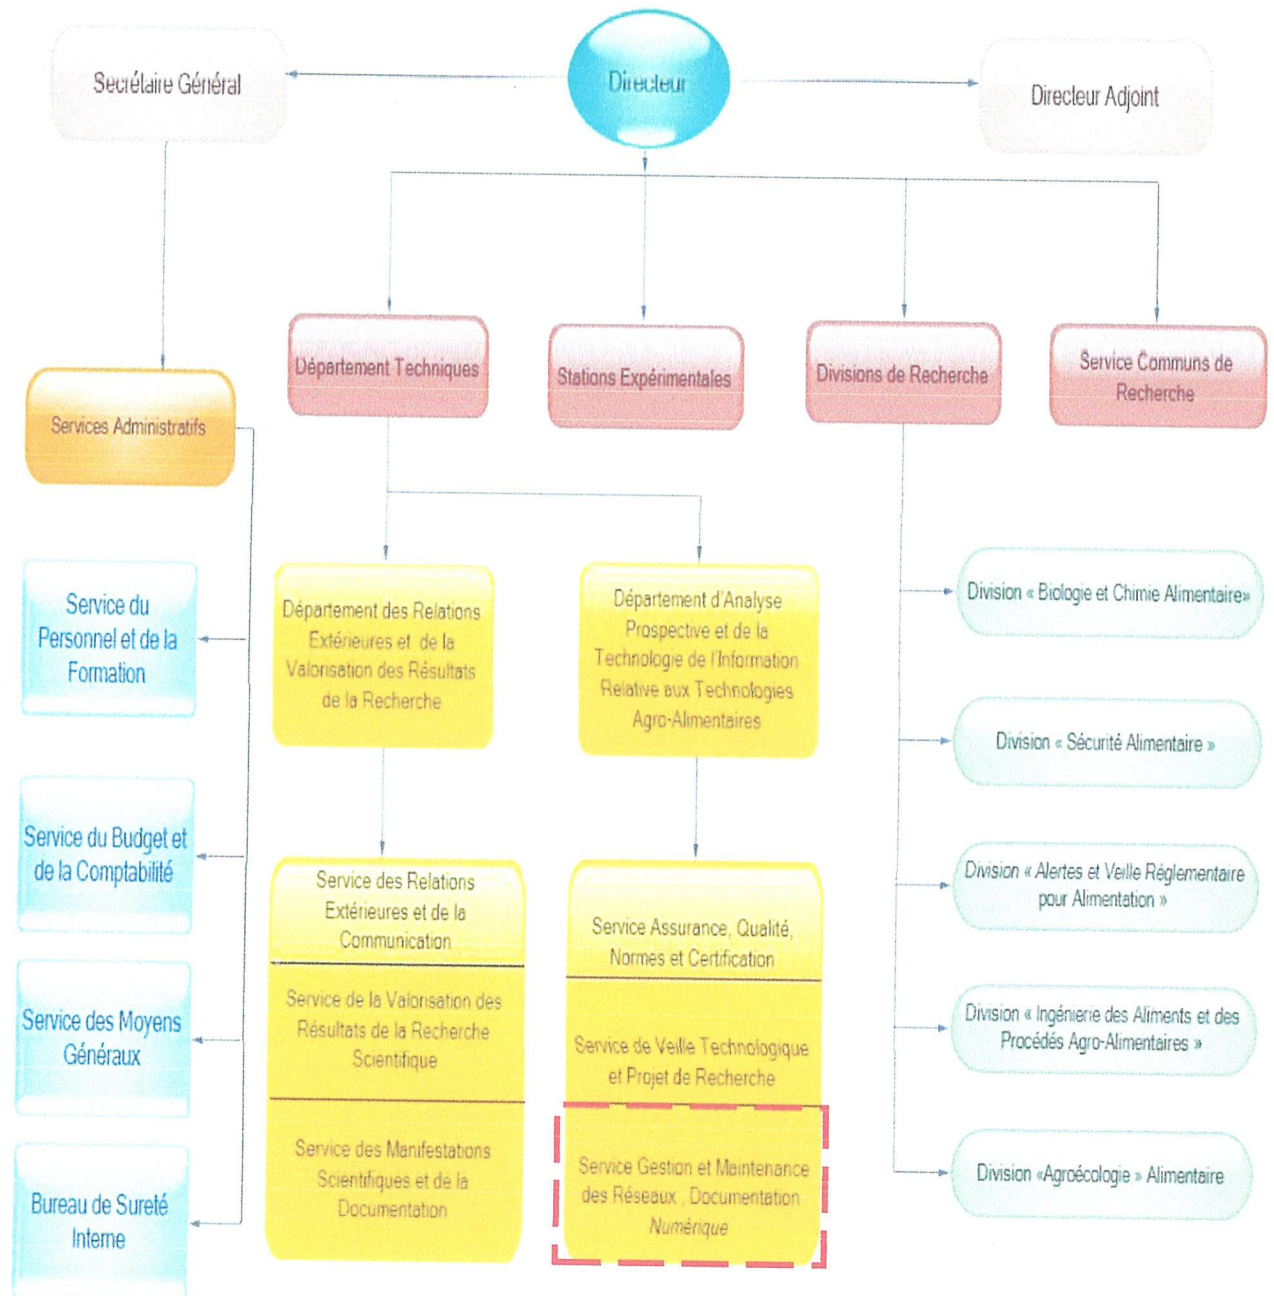 Directeur
Secrétaire Général
Directeur Adjoint
Département Techniques
Stations Expérimentales
Divisions de Recherche
Service Communs de
Recherche
Services Administratifs
Service du
Personnel et de la
Formation
Service du Budget et
de la Comptabilité
Service des Moyens
Généraux
Bureau de Sureté
Interne
Département des Relations
Extérieures et de la
Valorisation des Résultats
de la Recherche
Service des Relations
Extérieures et de la
Communication
Service de la Valorisation des
Résultats de la Recherche
Scientifique
Service des Manifestations
Scientifiques et de la
Documentation
Département d'Analyse
Prospective et de la
Technologie de l'Information
Relative aux Technologies
Agro-Alimentaires
Service Assurance, Qualité,
Normes et Certification
Service de Veille Technologique
et Projet de Recherche
Service Gestion et Maintenance
des Réseaux , Documentation
Numérique
Division « Biologie et Chimie Alimentaire»
Division « Sécurité Alimentaire »
Division « Alertes et Veille Réglementaire
pour Alimentation »
Division « Ingénierie des Aliments et des
Procédés Agro-Alimentaires »
Division «Agroécologie » Alimentaire